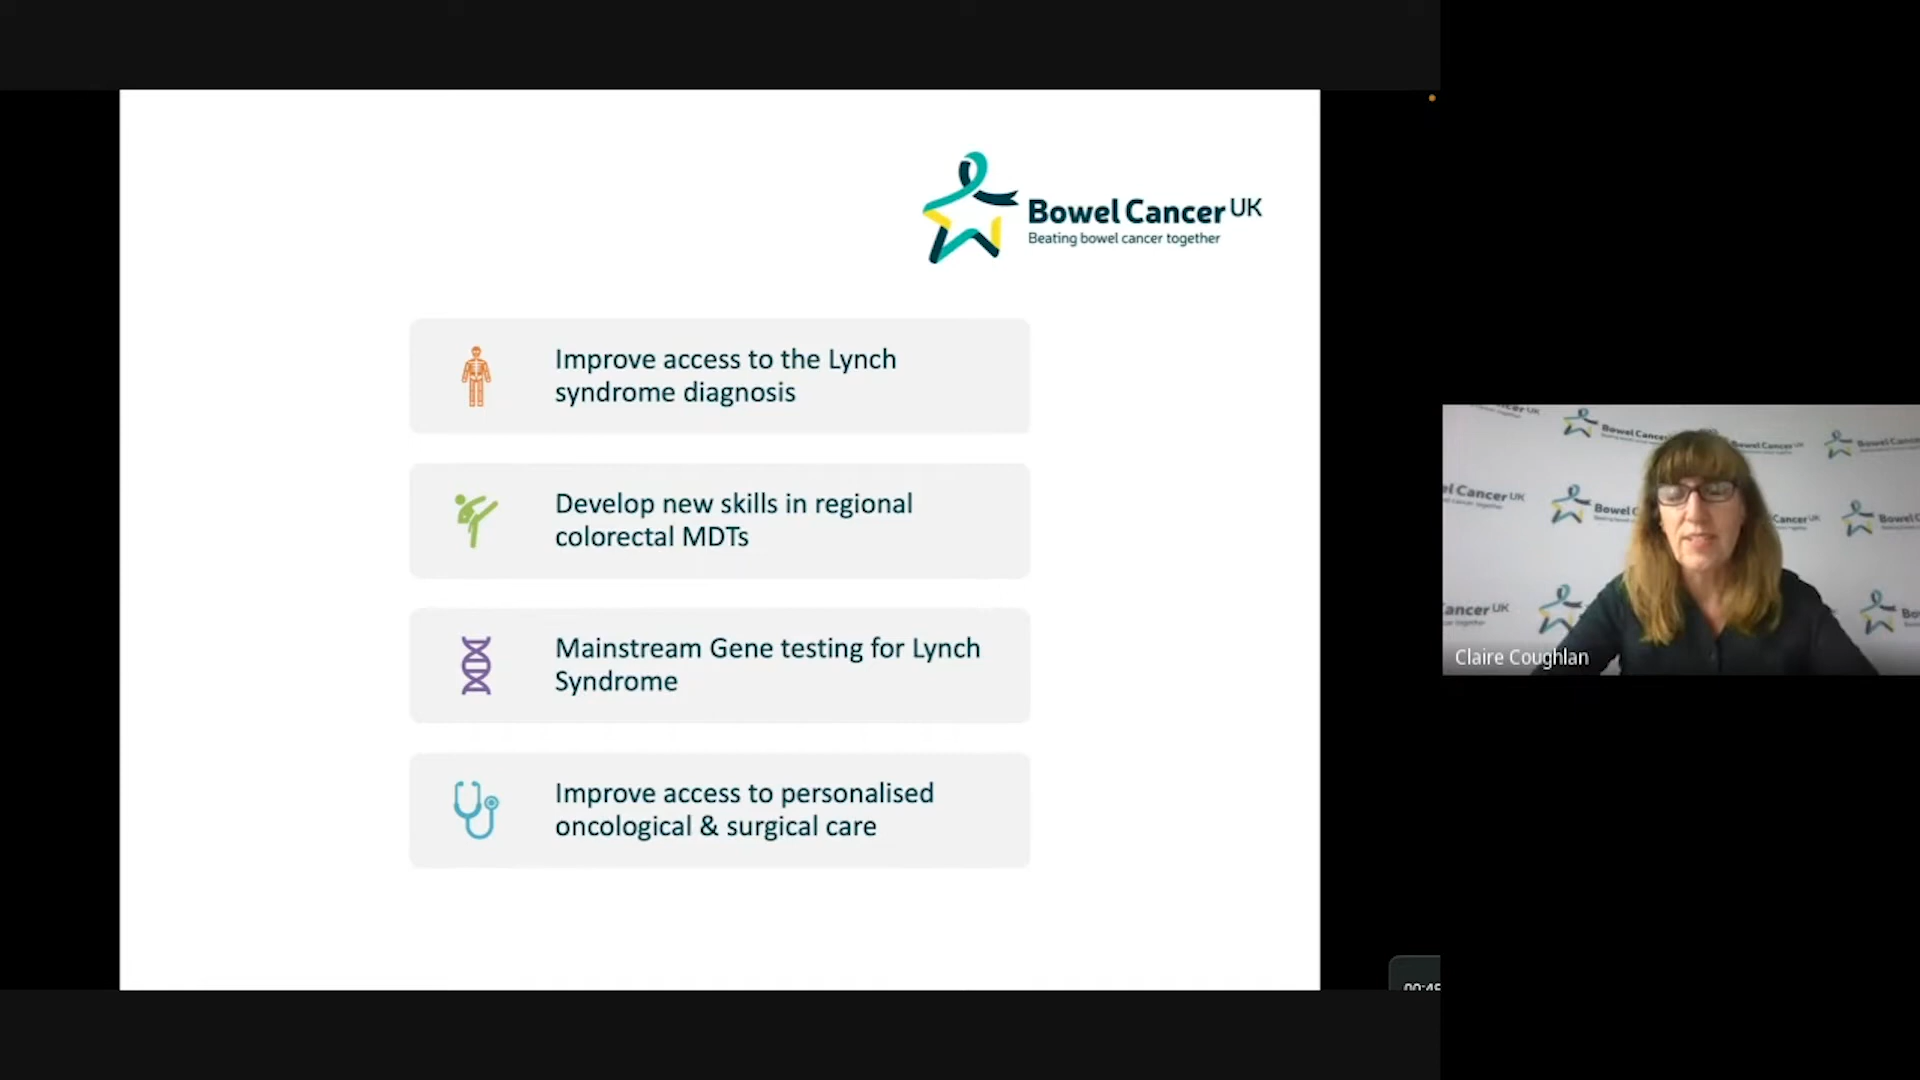 Bowel Cancer UK
Beating bowel cancer together
Improve access to the Lynch
syndrome diagnosis
Develop new skills in regional
colorectal MDTs
Mainstream Gene testing for Lynch
Syndrome
Improve access to personalised
oncological & surgical care
Claire Coughlan